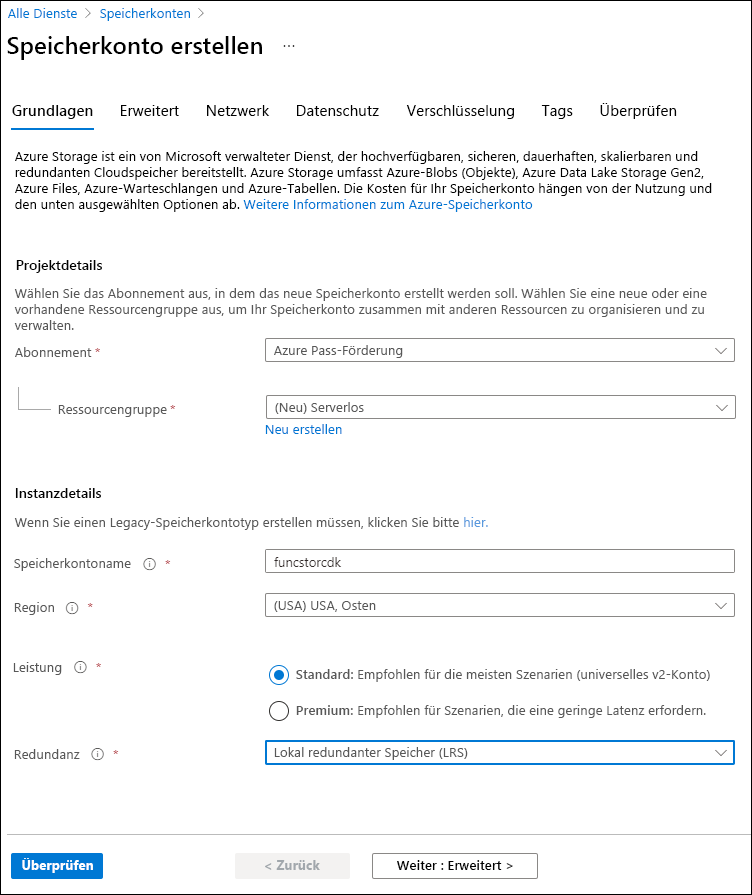 Alle Dienste > Speicherkonten >
Speicherkonto erstellen ...
Grundlagen Erweitert Netzwerk Datenschutz Verschlüsselung Tags Überprüfen
Azure Storage ist ein von Microsoft verwalteter Dienst, der hochverfügbaren, sicheren, dauerhaften, skalierbaren und
redundanten Cloudspeicher bereitstellt. Azure Storage umfasst Azure-Blobs (Objekte), Azure Data Lake Storage Gen2,
Azure Files, Azure-Warteschlangen und Azure-Tabellen. Die Kosten für Ihr Speicherkonto hängen von der Nutzung und
den unten ausgewählten Optionen ab. Weitere Informationen zum Azure-Speicherkonto
Projektdetails
Wählen Sie das Abonnement aus, in dem das neue Speicherkonto erstellt werden soll. Wählen Sie eine neue oder eine
vorhandene Ressourcengruppe aus, um Ihr Speicherkonto zusammen mit anderen Ressourcen zu organisieren und zu
verwalten.
Abonnement * Azure Pass-Förderung
Ressourcengruppe * (Neu) Serverlos
Neu erstellen
Instanzdetails
Wenn Sie einen Legacy-Speicherkontotyp erstellen müssen, klicken Sie bitte hier.
Speicherkontoname * funcstorcdk
Region * (USA) USA, Osten
Leistung * Standard: Empfohlen für die meisten Szenarien (universelles v2-Konto)
Premium: Empfohlen für Szenarien, die eine geringe Latenz erfordern.
Redundanz * Lokal redundanter Speicher (LRS)
Überprüfen < Zurück Weiter : Erweitert >